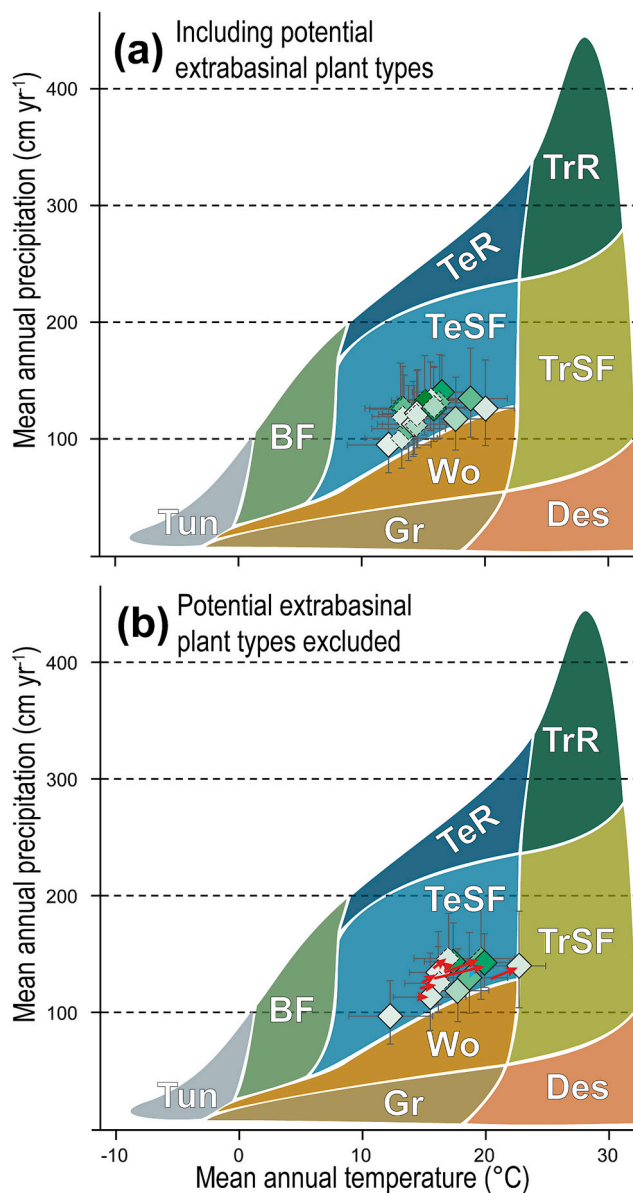 (a) Including potential
extrabasinal plant types
Mean annual precipitation (cm yr⁻¹)
400
300
200
100
TrR
TeR
TeSF
TrSF
BF
Wo
Tun
Gr
Des
(b) Potential extrabasinal
plant types excluded
Mean annual precipitation (cm yr⁻¹)
400
300
200
100
TrR
TeR
TeSF
TrSF
BF
Wo
Tun
Gr
Des
-10 0 10 20 30
Mean annual temperature (°C)